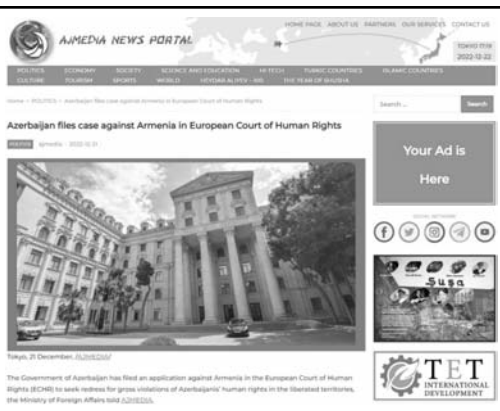 HOME PAGE ABOUT US PARTNERS OUR SERVICES CONTACT US
AJMEDIA NEWS PORTAL
TOKYO 17:19
2022-12-22
POLITICS ECONOMY SOCIETY SCIENCE AND EDUCATION HI-TECH TURKIC COUNTRIES ISLAMIC COUNTRIES
CULTURE TOURISM SPORTS WORLD HEYDAR ALIYEV - 100 THE YEAR OF SHUSHA
Home > POLITICS > Azerbaijan files case against Armenia in European Court of Human Rights
Search ...
Search
Azerbaijan files case against Armenia in European Court of Human Rights
POLITICS ajmedia - 2022-12-21
Your Ad is
Here
SOCIAL NETWORK
Şuşa
Tokyo, 21 December, /AJMEDIA/
The Government of Azerbaijan has filed an application against Armenia in the European Court of Human
Rights (ECHR) to seek redress for gross violations of Azerbaijanis' human rights in the liberated territories,
the Ministry of Foreign Affairs told AJMEDIA.
TET
INTERNATIONAL
DEVELOPMENT